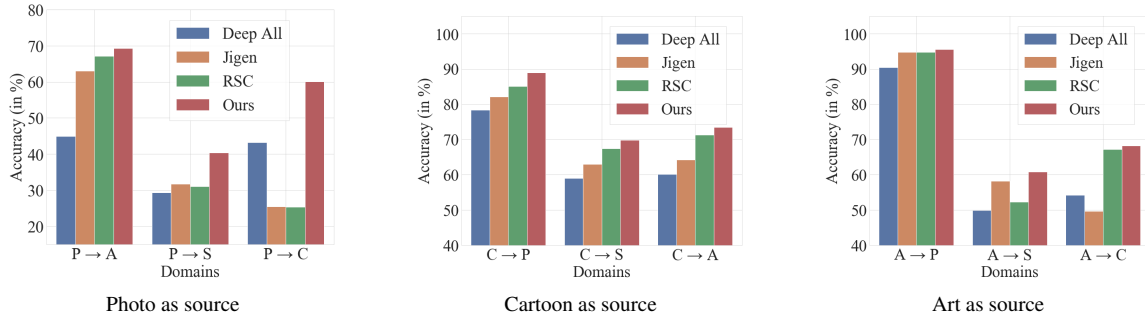 80
70
60
50
40
30
20
Accuracy (in %)
Deep All
Jigen
RSC
Ours
P → A
P → S
P → C
Domains
Photo as source
100
90
80
70
60
50
40
Accuracy (in %)
Deep All
Jigen
RSC
Ours
C → P
C → S
C → A
Domains
Cartoon as source
100
90
80
70
60
50
40
Accuracy (in %)
Deep All
Jigen
RSC
Ours
A → P
A → S
A → C
Domains
Art as source